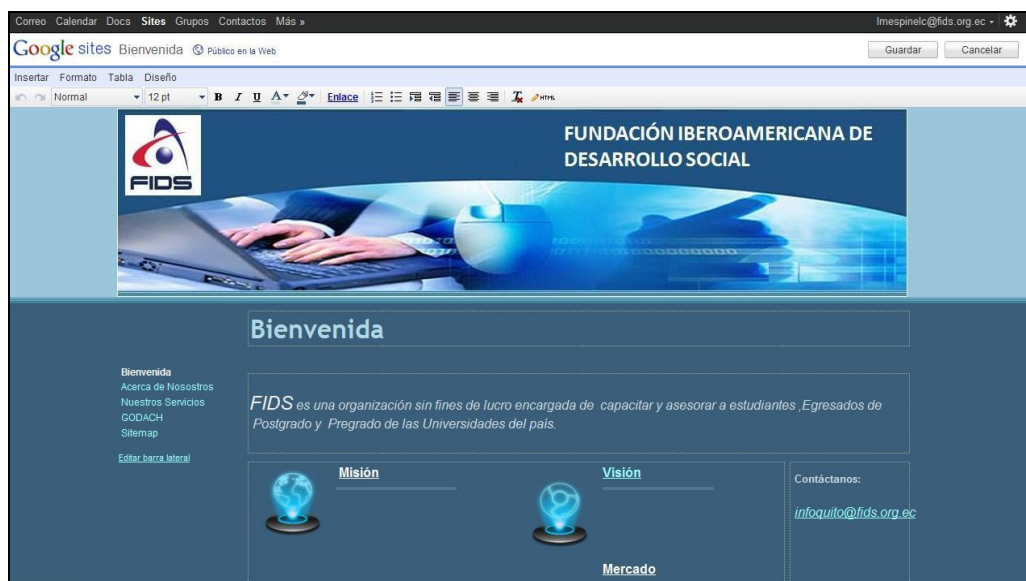 Correo Calendar Docs Sites Grupos Contactos Más » lmespinelc@fids.org.ec
Google sites Bienvenida Público en la Web Guardar Cancelar
Insertar Formato Tabla Diseño
Normal 12 pt B I U A Enlace T HTML
FUNDACIÓN IBEROAMERICANA DE
DESARROLLO SOCIAL
FIDS
Bienvenida
Bienvenida
Acerca de Nosostros
Nuestros Servicios
GODACH
Sitemap
Editar barra lateral
FIDS es una organización sin fines de lucro encargada de capacitar y asesorar a estudiantes ,Egresados de
Postgrado y Pregrado de las Universidades del país.
Misión
Visión
Mercado
Contáctanos:
infoquito@fids.org.ec